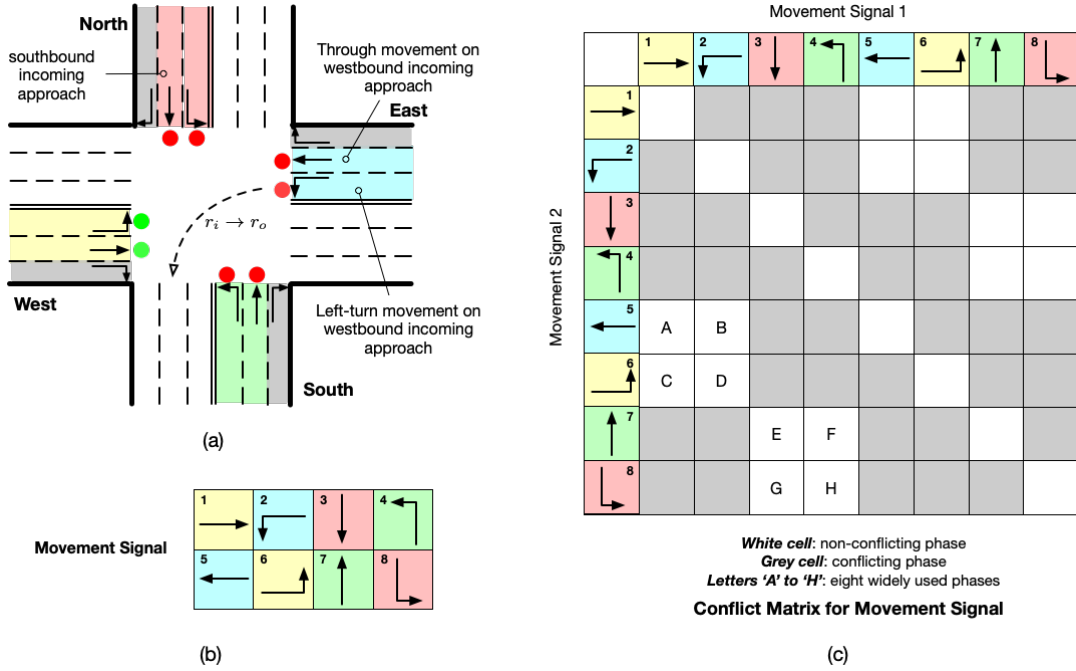 North
southbound
incoming
approach
Through movement on
westbound incoming
approach
East
r_i → r_o
West
Left-turn movement on
westbound incoming
approach
South
(a)
Movement Signal
1 2 3 4
5 6 7 8
(b)
Movement Signal 1
1 2 3 4 5 6 7 8
Movement Signal 2
1
2
3
4
5 A B
6 C D
7 E F
8 G H
White cell: non-conflicting phase
Grey cell: conflicting phase
Letters ‘A’ to ‘H’: eight widely used phases
Conflict Matrix for Movement Signal
(c)